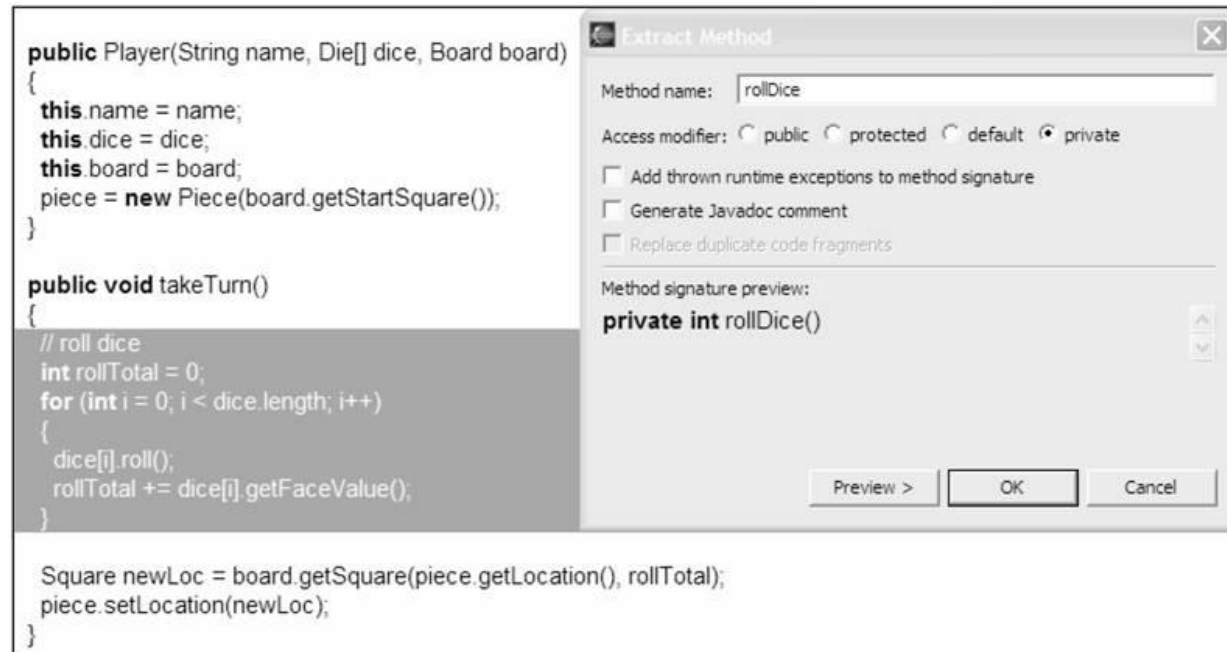 public Player(String name, Die[] dice, Board board)
{
this.name = name;
this.dice = dice;
this.board = board;
piece = new Piece(board.getStartSquare());
}
public void takeTurn()
{
// roll dice
int rollTotal = 0;
for (int i = 0; i < dice.length; i++)
{
dice[i].roll();
rollTotal += dice[i].getFaceValue();
}
Square newLoc = board.getSquare(piece.getLocation(), rollTotal);
piece.setLocation(newLoc);
}
Extract Method
Method name: rollDice
Access modifier: public protected default private
Add thrown runtime exceptions to method signature
Generate Javadoc comment
Replace duplicate code fragments
Method signature preview:
private int rollDice()
Preview > OK Cancel